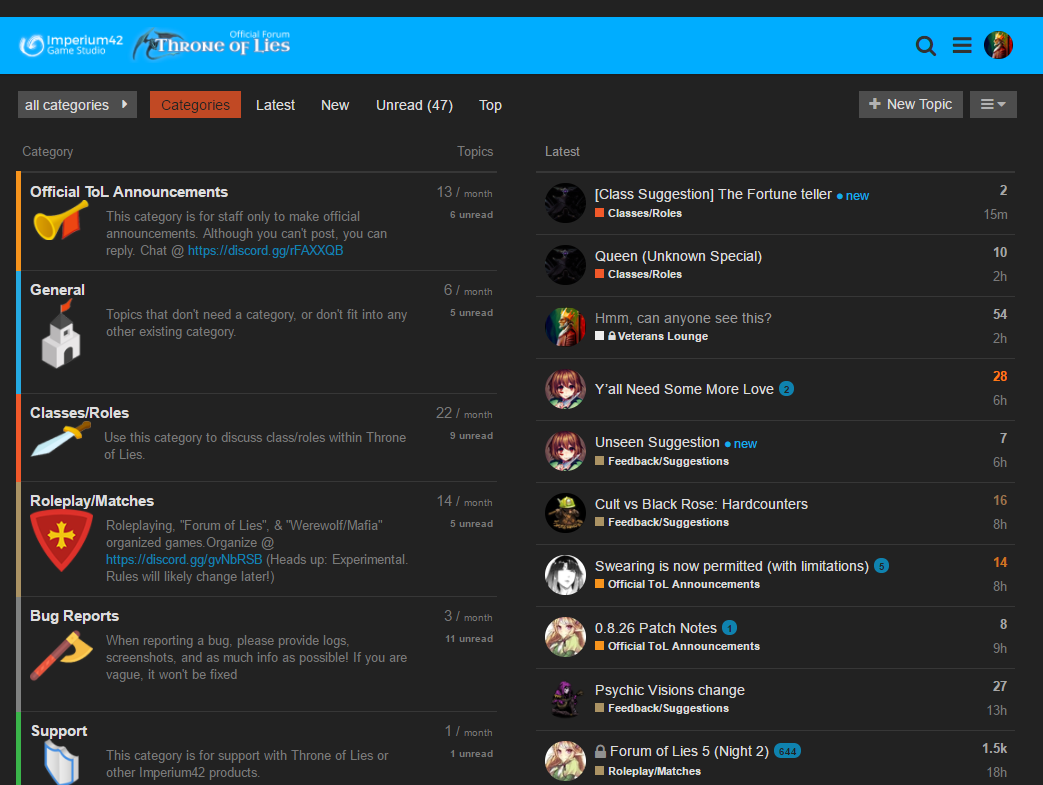 Imperium42
Game Studio
Official Forum
Throne of Lies
all categories
Categories
Latest
New
Unread (47)
Top
+ New Topic
Category
Topics
Official ToL Announcements
13 / month
6 unread
This category is for staff only to make official
announcements. Although you can't post, you can
reply. Chat @ https://discord.gg/rFAXXQB
General
6 / month
5 unread
Topics that don't need a category, or don't fit into any
other existing category.
Classes/Roles
22 / month
9 unread
Use this category to discuss class/roles within Throne
of Lies.
Roleplay/Matches
14 / month
5 unread
Roleplaying, "Forum of Lies", & "Werewolf/Mafia"
organized games.Organize @
https://discord.gg/gvNbRSB (Heads up: Experimental.
Rules will likely change later!)
Bug Reports
3 / month
11 unread
When reporting a bug, please provide logs,
screenshots, and as much info as possible! If you are
vague, it won't be fixed
Support
1 / month
1 unread
This category is for support with Throne of Lies or
other Imperium42 products.
Latest
[Class Suggestion] The Fortune teller • new
2
Classes/Roles
15m
Queen (Unknown Special)
10
Classes/Roles
2h
Hmm, can anyone see this?
54
Veterans Lounge
2h
Y'all Need Some More Love 2
28
6h
Unseen Suggestion • new
7
Feedback/Suggestions
6h
Cult vs Black Rose: Hardcounters
16
Feedback/Suggestions
8h
Swearing is now permitted (with limitations) 5
14
Official ToL Announcements
8h
0.8.26 Patch Notes 1
8
Official ToL Announcements
9h
Psychic Visions change
27
Feedback/Suggestions
13h
Forum of Lies 5 (Night 2) 644
1.5k
Roleplay/Matches
18h